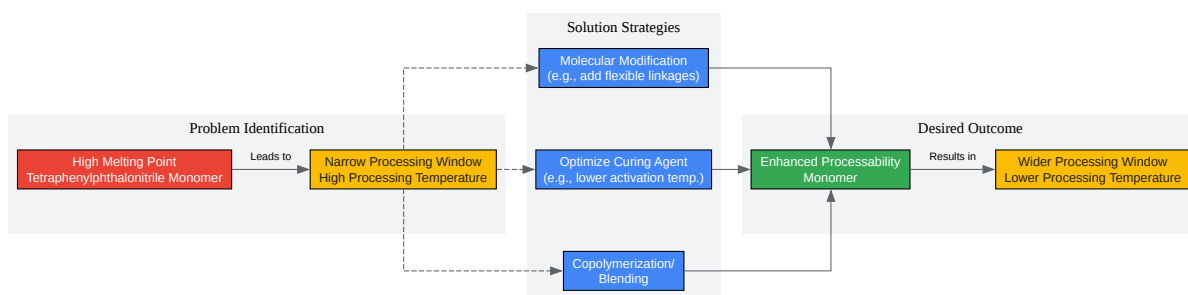 Solution Strategies
Molecular Modification
(e.g., add flexible linkages)
Problem Identification
Desired Outcome
High Melting Point
Tetraphenylphthalonitrile Monomer
Leads to
Narrow Processing Window
High Processing Temperature
Optimize Curing Agent
(e.g., lower activation temp.)
Enhanced Processability
Monomer
Results in
Wider Processing Window
Lower Processing Temperature
Copolymerization/
Blending